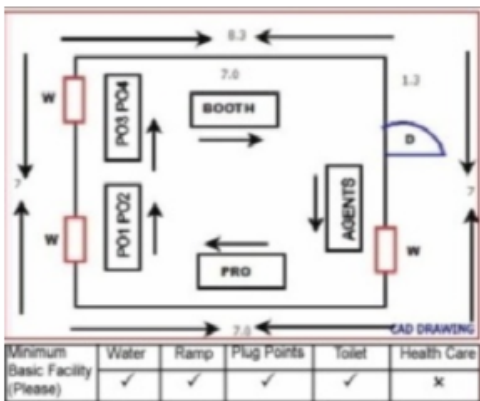 8.3
7.0
1.3
W
PO3 PO4
BOOTH
D
7
7
PO1 PO2
AGENTS
W
W
PRO
7.0
CAD DRAWING
Minimum Basic Facility (Please) Water Ramp Plug Points Toilet Health Care
✓ ✓ ✓ ✓ ×